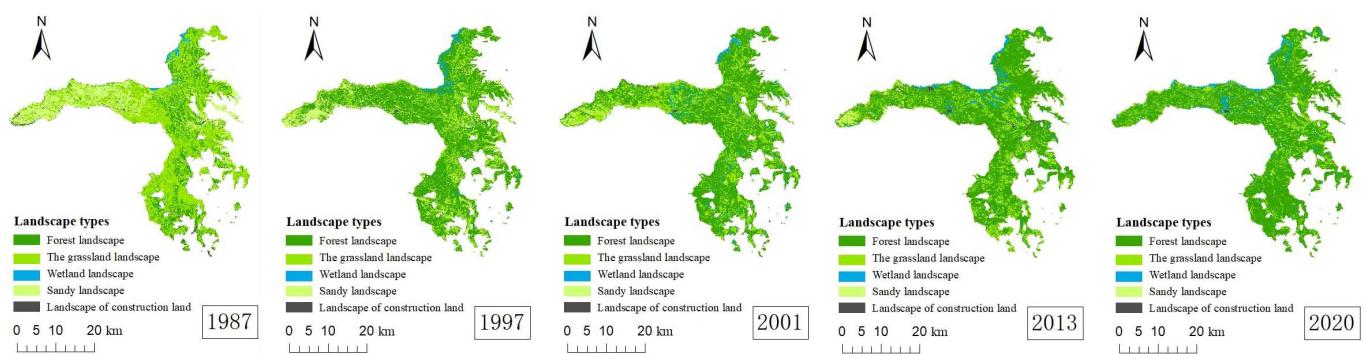 N
Landscape types
Forest landscape
The grassland landscape
Wetland landscape
Sandy landscape
Landscape of construction land
0 5 10 20 km
1987
N
Landscape types
Forest landscape
The grassland landscape
Wetland landscape
Sandy landscape
Landscape of construction land
0 5 10 20 km
1997
N
Landscape types
Forest landscape
The grassland landscape
Wetland landscape
Sandy landscape
Landscape of construction land
0 5 10 20 km
2001
N
Landscape types
Forest landscape
The grassland landscape
Wetland landscape
Sandy landscape
Landscape of construction land
0 5 10 20 km
2013
N
Landscape types
Forest landscape
The grassland landscape
Wetland landscape
Sandy landscape
Landscape of construction land
0 5 10 20 km
2020